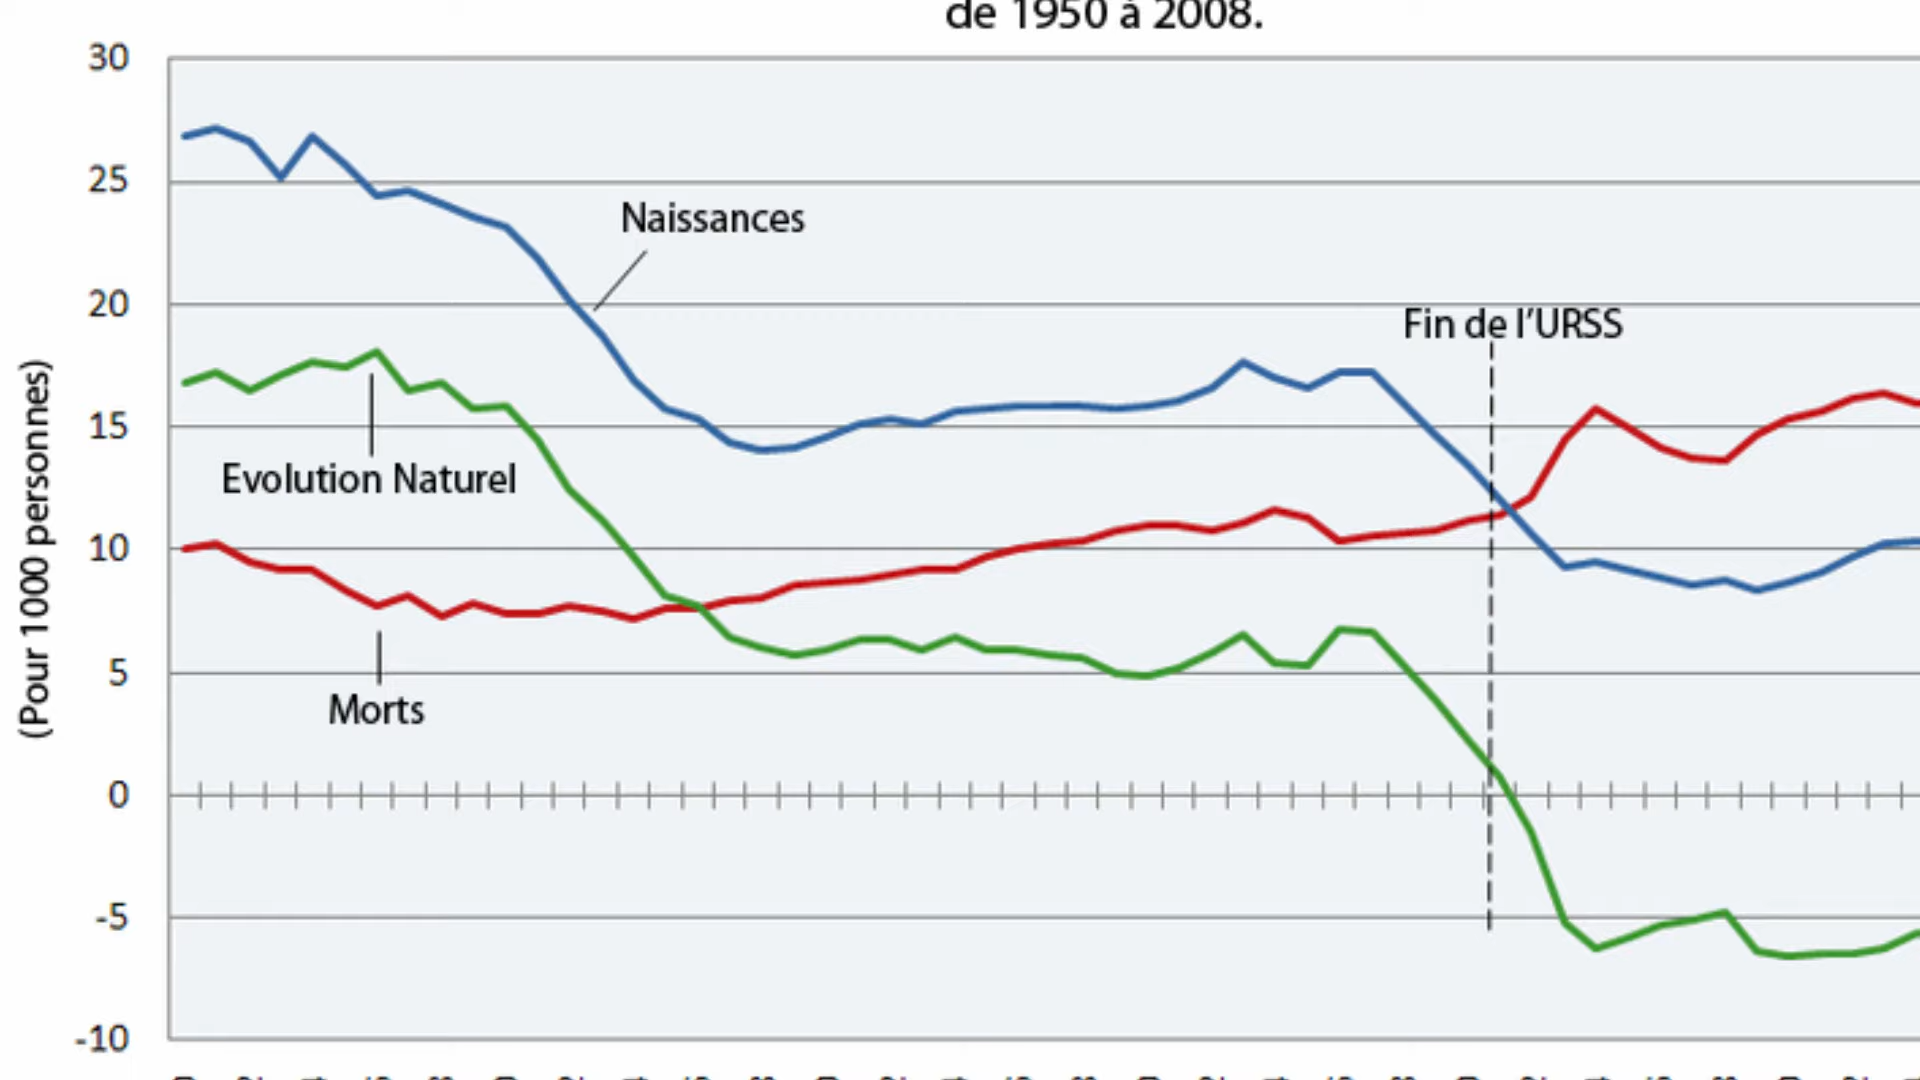 de 1950 à 2008.
30
25
Naissances
20
Fin de l'URSS
15
Evolution Naturel
10
(Pour 1000 personnes)
5
Morts
0
-5
-10